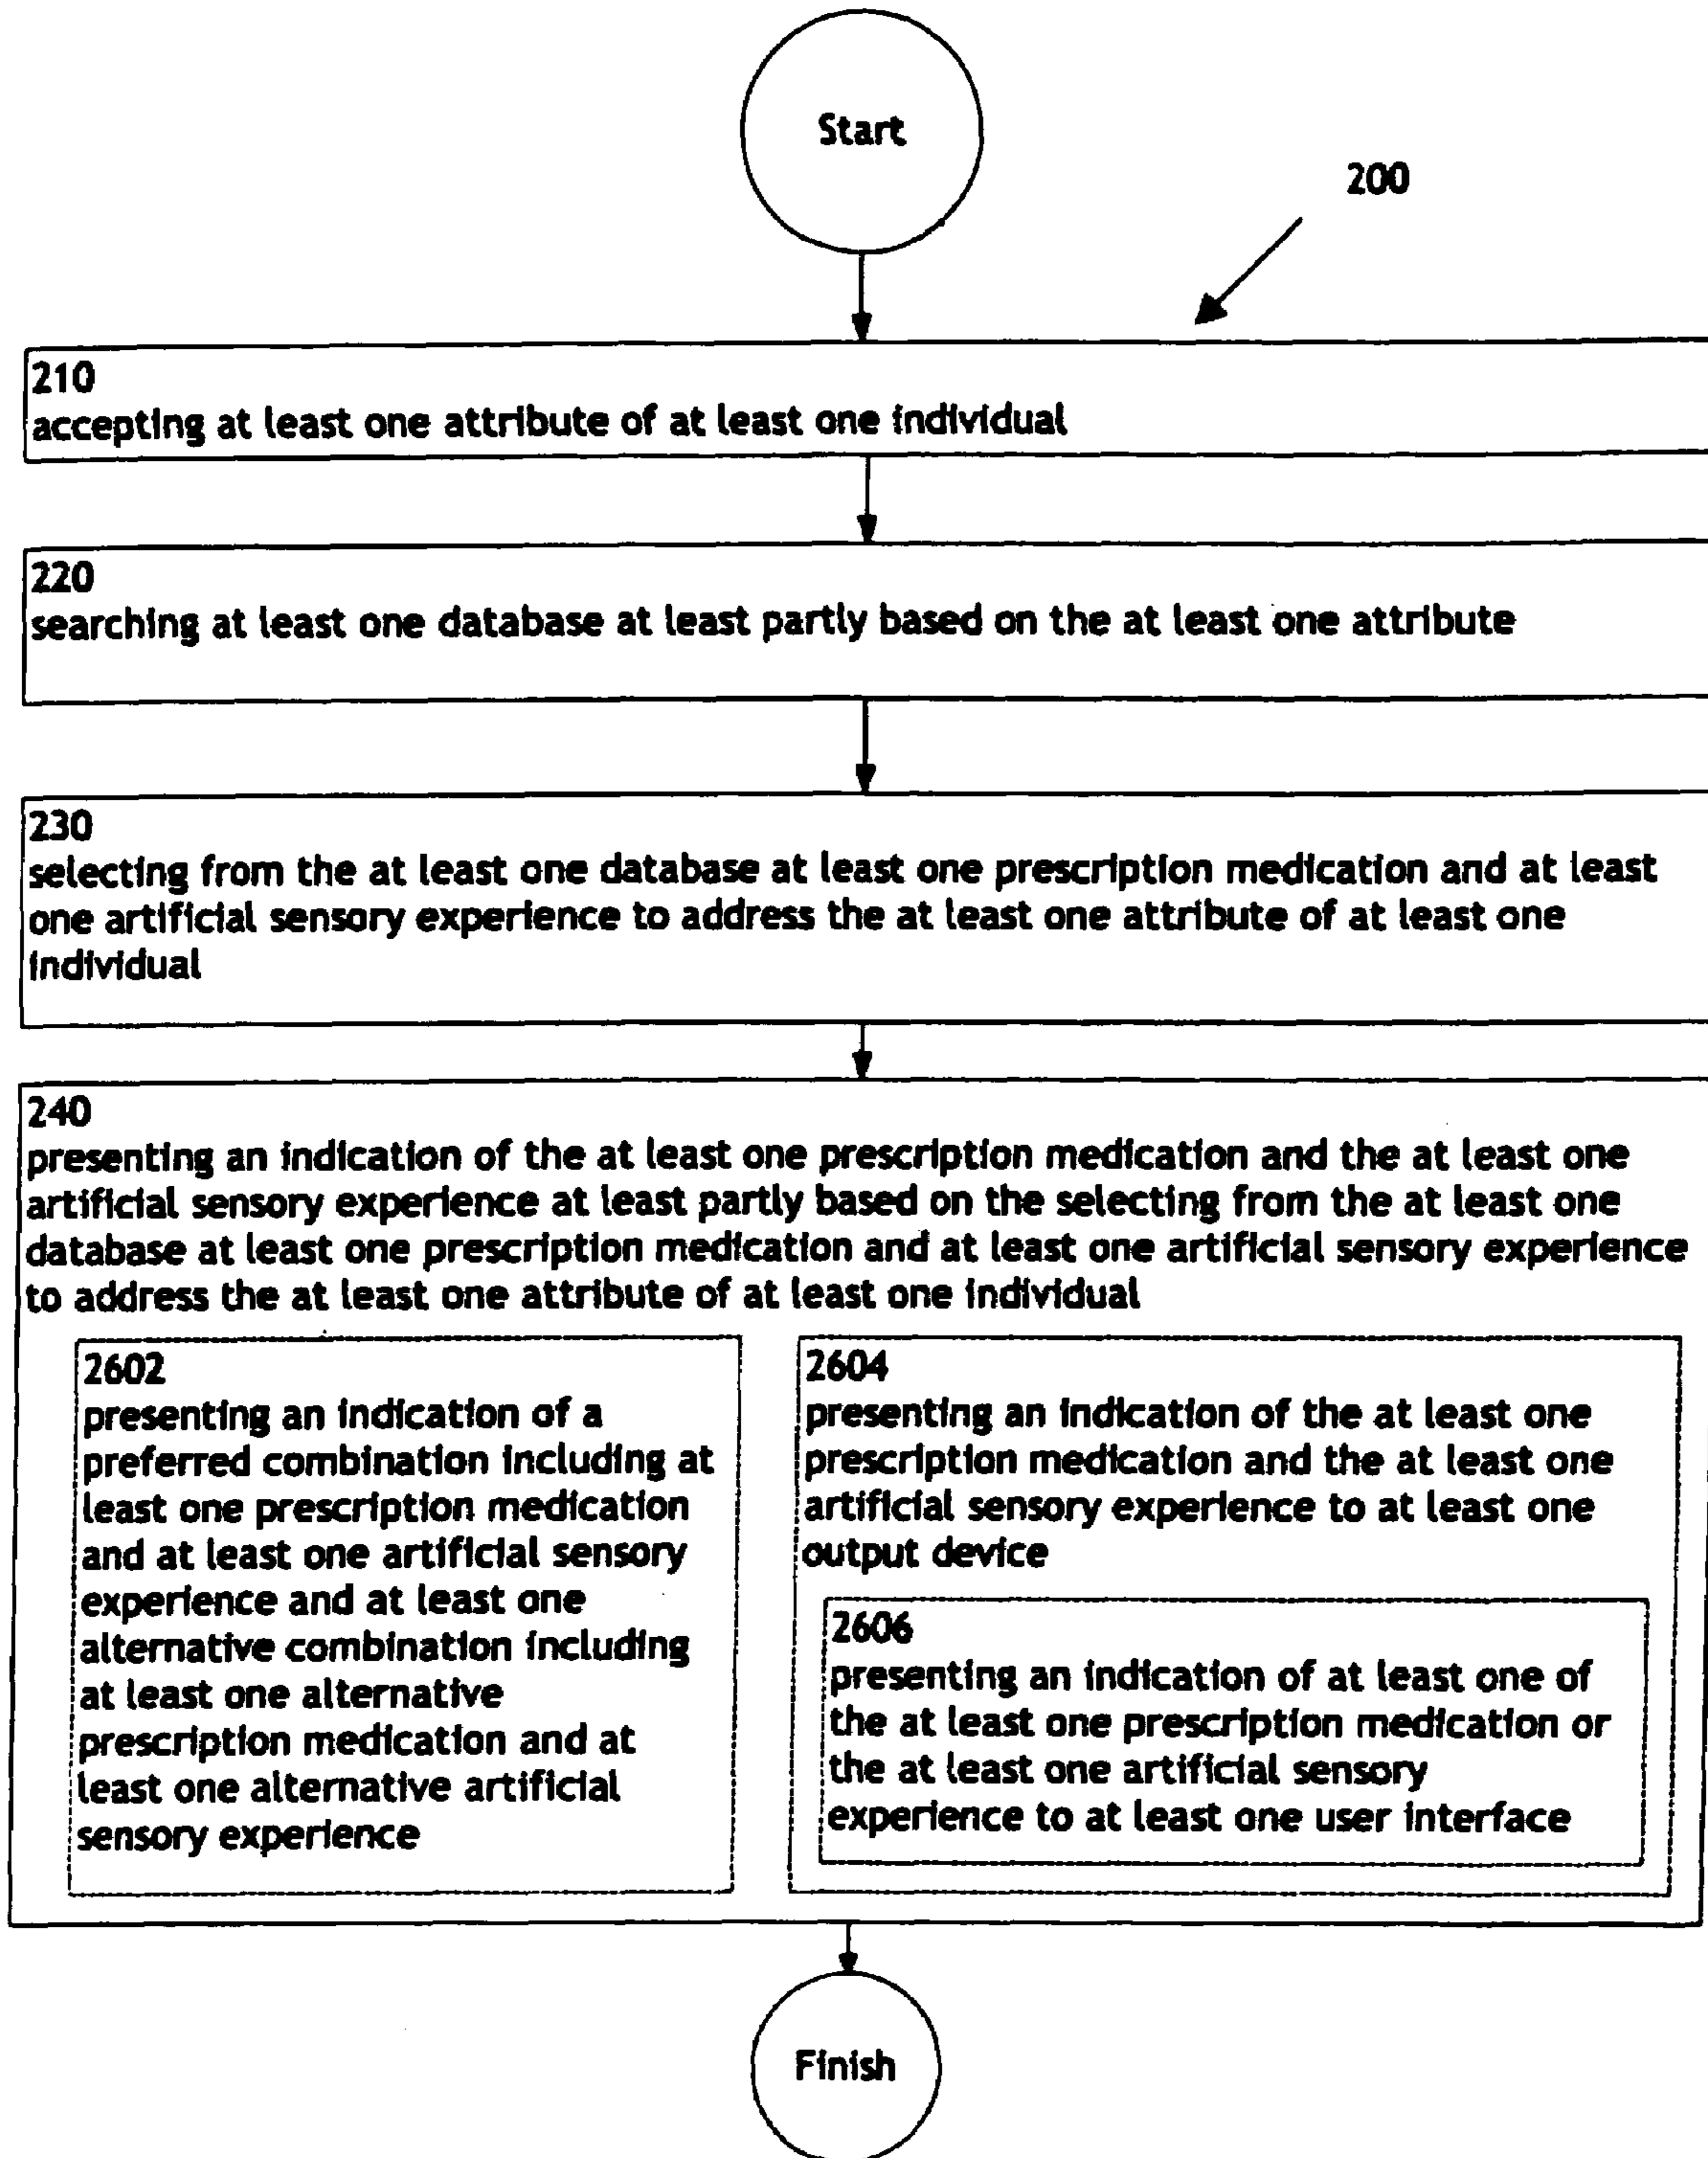 Start
200
210
accepting at least one attribute of at least one individual
220
searching at least one database at least partly based on the at least one attribute
230
selecting from the at least one database at least one prescription medication and at least
one artificial sensory experience to address the at least one attribute of at least one
individual
240
presenting an indication of the at least one prescription medication and the at least one
artificial sensory experience at least partly based on the selecting from the at least one
database at least one prescription medication and at least one artificial sensory experience
to address the at least one attribute of at least one individual
2602
presenting an indication of a
preferred combination including at
least one prescription medication
and at least one artificial sensory
experience and at least one
alternative combination including
at least one alternative
prescription medication and at
least one alternative artificial
sensory experience
2604
presenting an indication of the at least one
prescription medication and the at least one
artificial sensory experience to at least one
output device
2606
presenting an indication of at least one of
the at least one prescription medication or
the at least one artificial sensory
experience to at least one user interface
Finish